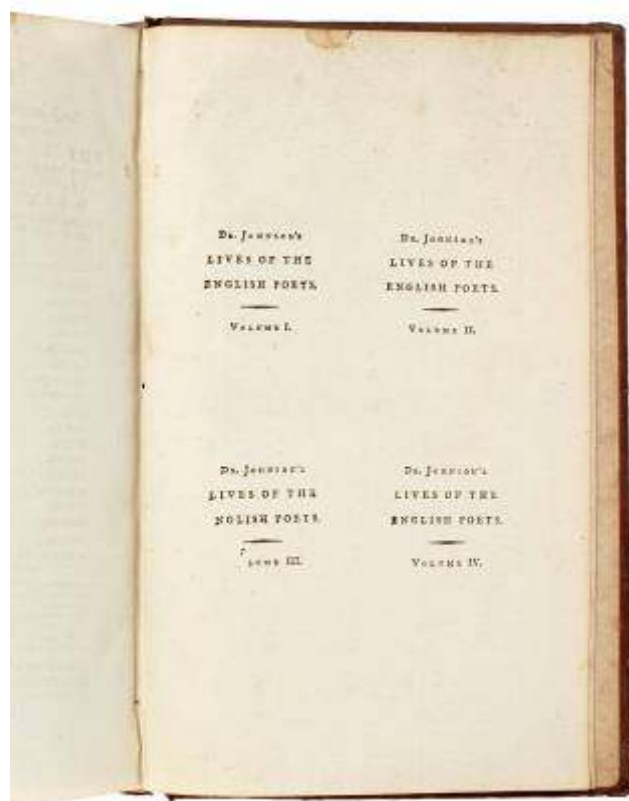 Dr. Johnson's
LIVES OF THE
ENGLISH POETS.
Volume I.
Dr. Johnson's
LIVES OF THE
ENGLISH POETS.
Volume II.
Dr. Johnson's
LIVES OF THE
NGLISH POETS.
lume III.
Dr. Johnson's
LIVES OF THE
ENGLISH POETS.
Volume IV.